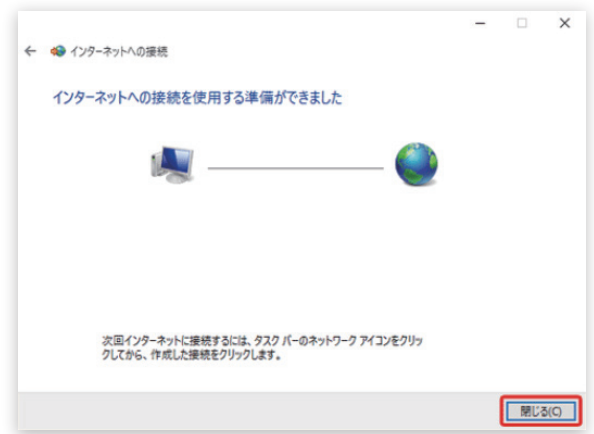 インターネットへの接続
インターネットへの接続を使用する準備ができました
次回インターネットに接続するには、タスク バーのネットワーク アイコンをクリッ
クしてから、作成した接続をクリックします。
閉じる(C)